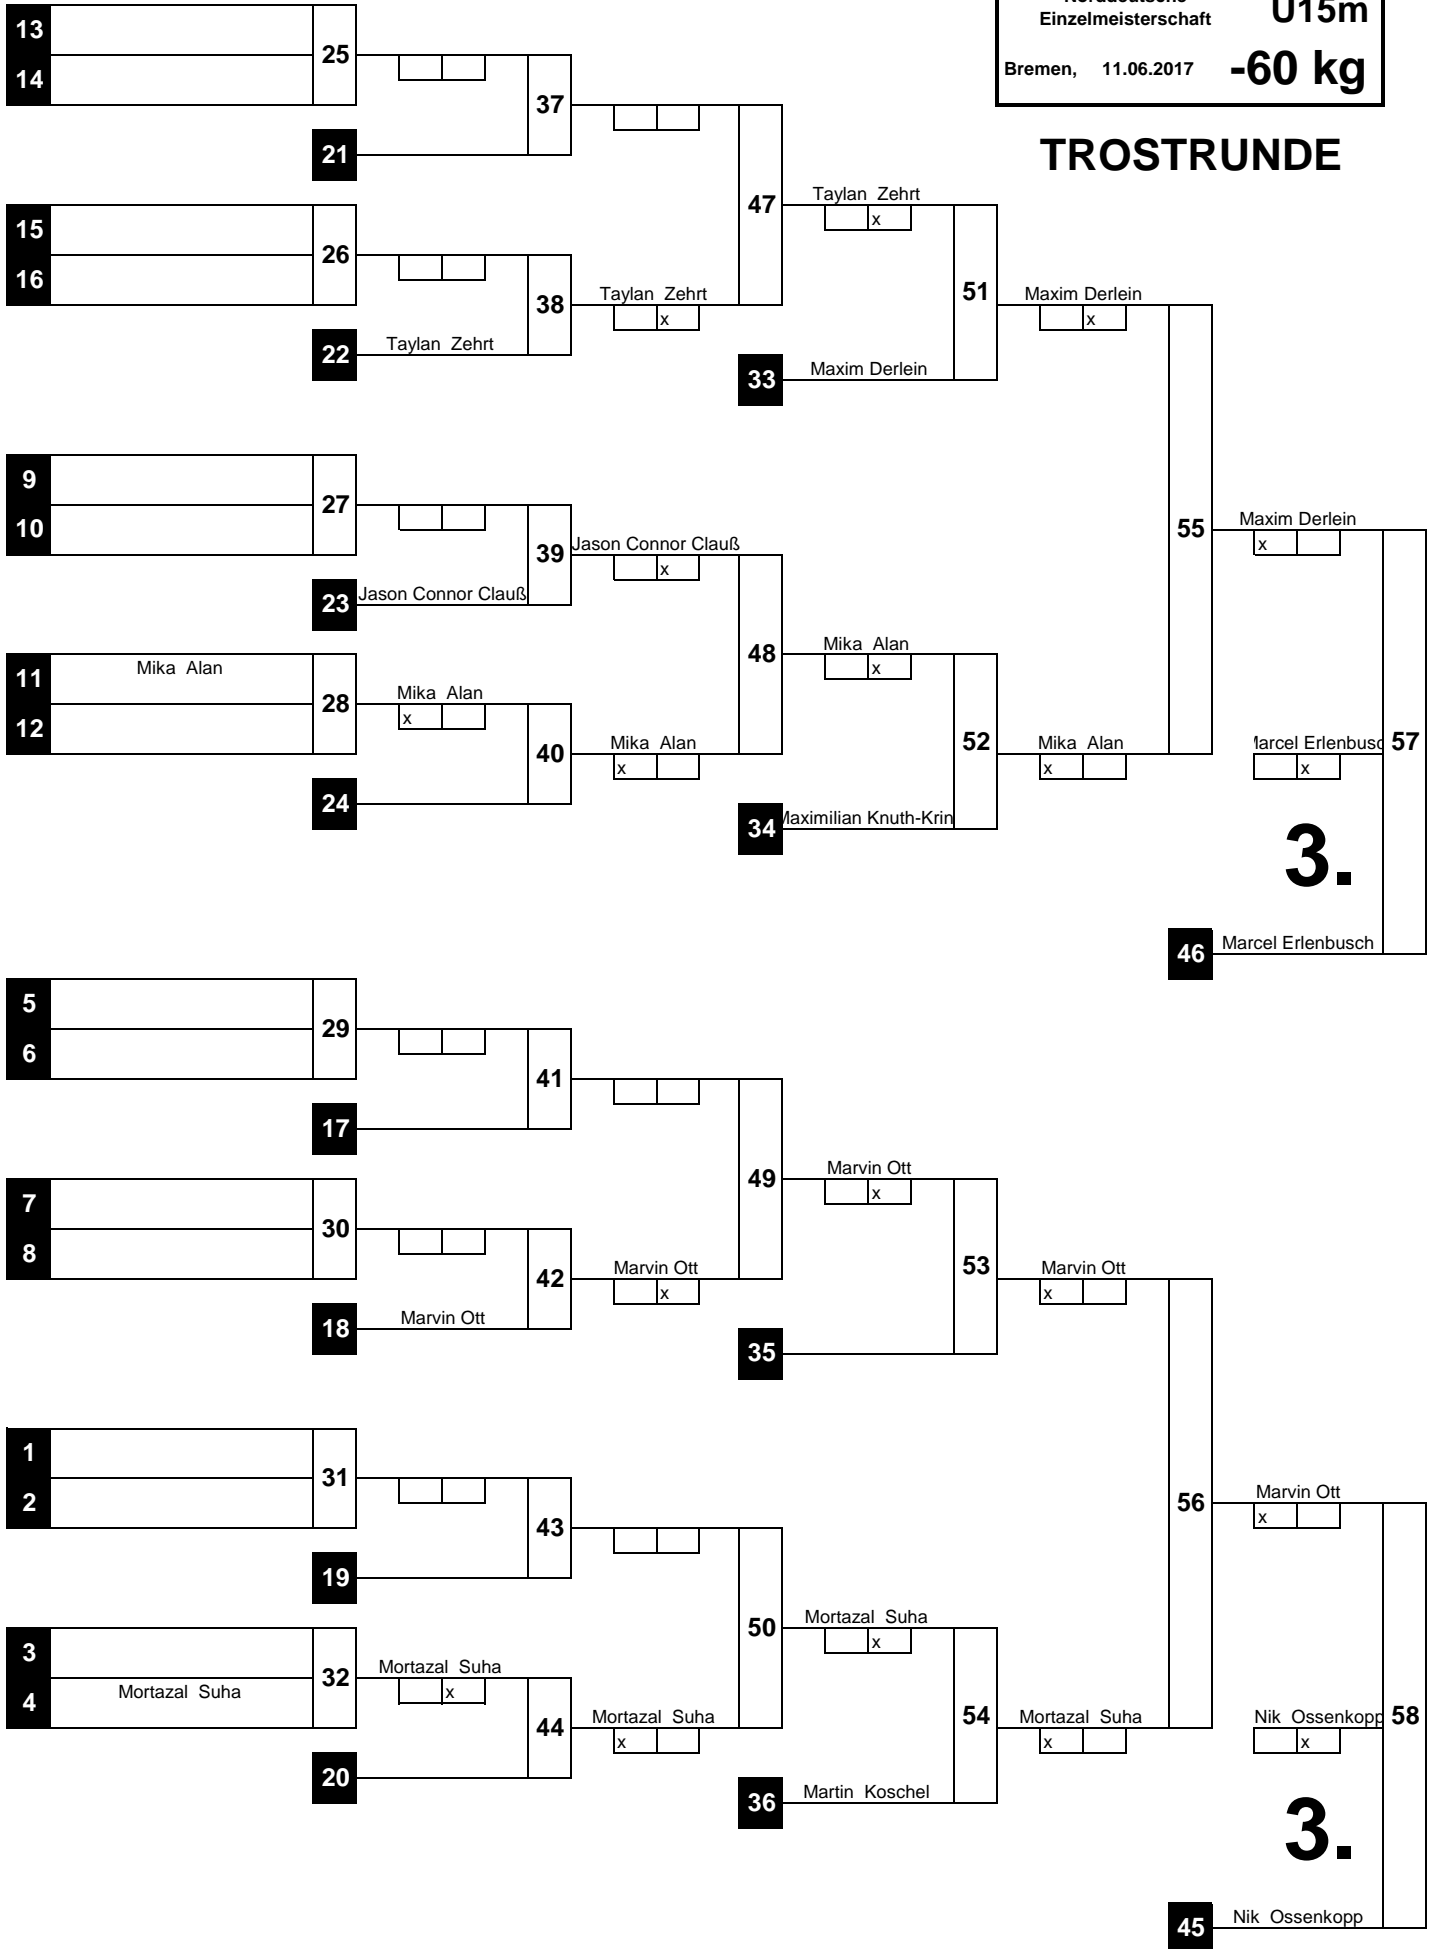 Norddeutsche
Einzelmeisterschaft U15m
Bremen, 11.06.2017 -60 kg
TROSTRUNDE
13
14
25
21
37
15
16
26
22 Taylan Zehrt
38
Taylan Zehrt
x
47
Taylan Zehrt
x
33 Maxim Derlein
51
Maxim Derlein
x
9
10
27
23 Jason Connor Clauß
39
Jason Connor Clauß
x
11 Mika Alan
12
28
Mika Alan
x
24
40
Mika Alan
x
48
Mika Alan
x
34 Maximilian Knuth-Krin
52
Mika Alan
x
55
Maxim Derlein
x
Marcel Erlenbusc
x
57
3.
46 Marcel Erlenbusch
5
6
29
17
41
7
8
30
18 Marvin Ott
42
Marvin Ott
x
49
Marvin Ott
x
35
53
Marvin Ott
x
1
2
31
19
43
3
4 Mortazal Suha
32
Mortazal Suha
x
20
44
Mortazal Suha
x
50
Mortazal Suha
x
36 Martin Koschel
54
Mortazal Suha
x
56
Marvin Ott
x
Nik Ossenkopp
x
58
3.
45 Nik Ossenkopp